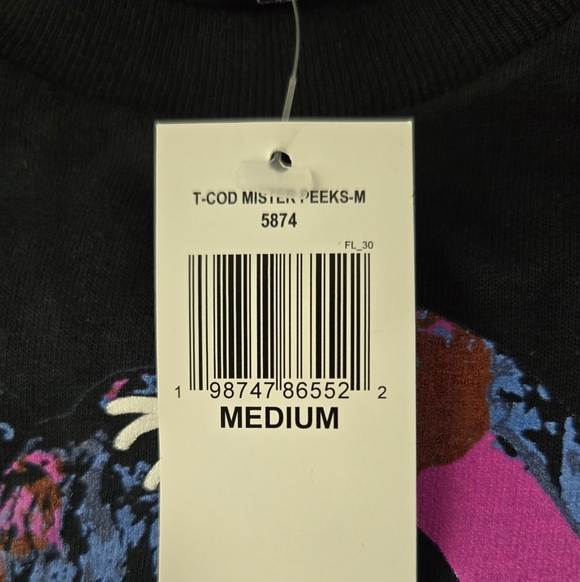 T-COD MISTER PEEKS-M
5874
FL_30
1 98747 86552 2
MEDIUM